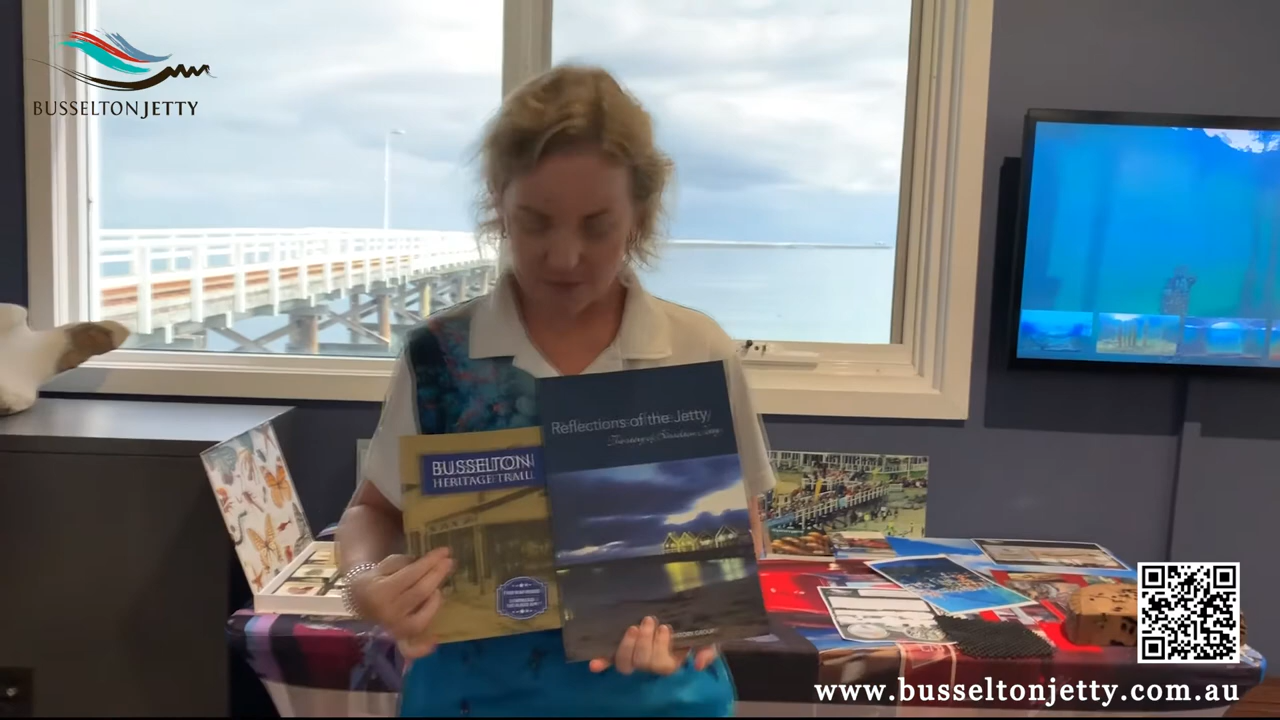 BUSSELTON JETTY
Reflections of the Jetty
BUSSELTON
HERITAGE TRAIL
www.busseltonjetty.com.au